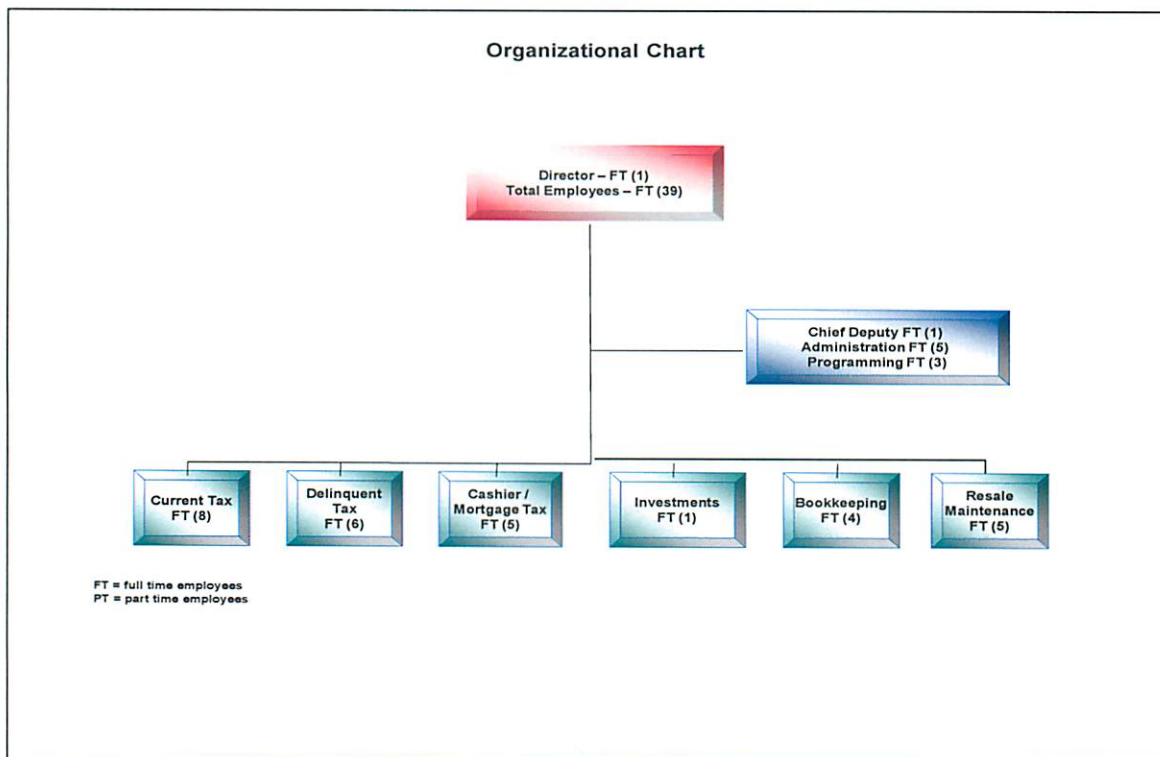 Organizational Chart
Director – FT (1)
Total Employees – FT (39)
Chief Deputy FT (1)
Administration FT (5)
Programming FT (3)
Current Tax
FT (8)
Delinquent
Tax
FT (6)
Cashier /
Mortgage Tax
FT (5)
Investments
FT (1)
Bookkeeping
FT (4)
Resale
Maintenance
FT (5)
FT = full time employees
PT = part time employees